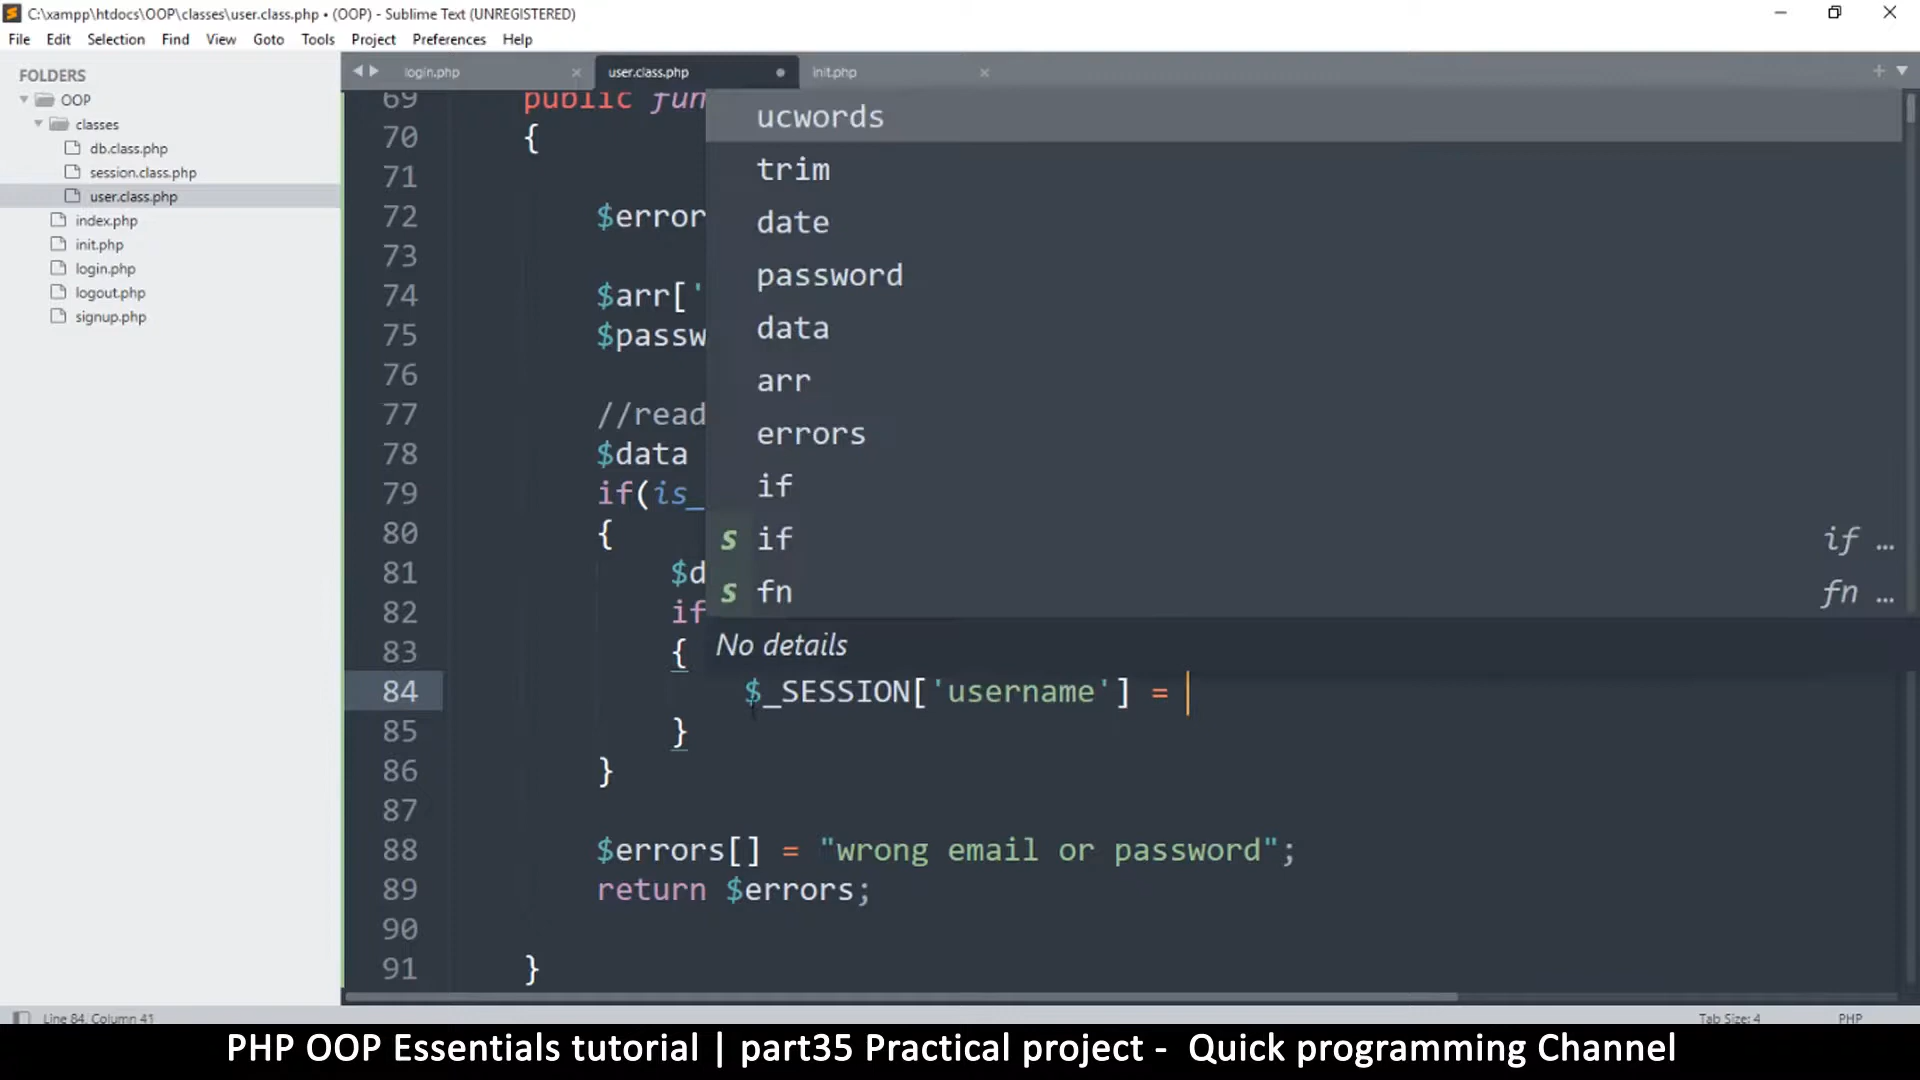 C:\xampp\htdocs\OOP\classes\user.class.php • (OOP) - Sublime Text (UNREGISTERED)
File Edit Selection Find View Goto Tools Project Preferences Help
FOLDERS
OOP
classes
db.class.php
session.class.php
user.class.php
index.php
init.php
login.php
logout.php
signup.php
login.php user.class.php init.php
69 public fun
70 {
71
72 $error
73
74 $arr['
75 $passw
76
77 //read
78 $data
79 if(is_
80 {
81 $d
82 if
83 {
84 $_SESSION['username'] =
85 }
86 }
87
88 $errors[] = "wrong email or password";
89 return $errors;
90
91 }
ucwords
trim
date
password
data
arr
errors
if
s if if ...
s fn fn ...
No details
Line 84, Column 41 Tab Size: 4 PHP
PHP OOP Essentials tutorial | part35 Practical project - Quick programming Channel